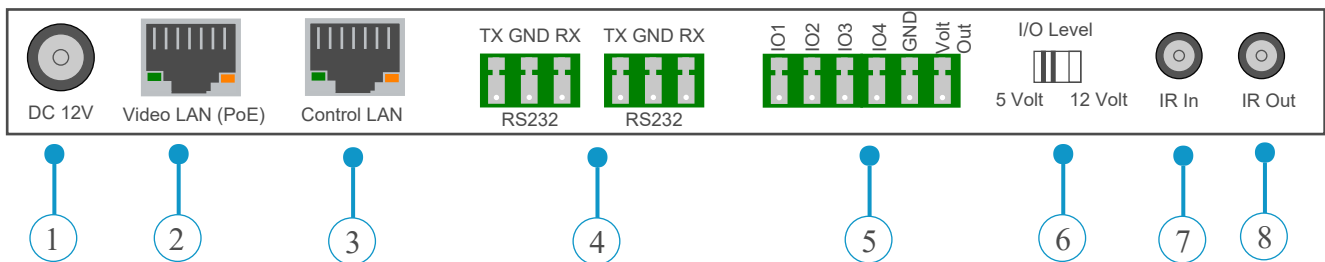 TX GND RX TX GND RX
IO1 IO2 IO3 IO4 GND Volt Out
I/O Level
DC 12V Video LAN (PoE) Control LAN
5 Volt 12 Volt IR In IR Out
RS232 RS232
1 2 3 4 5 6 7 8